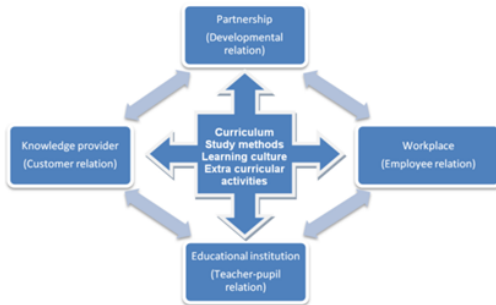 Partnership
(Developmental
relation)
Curriculum
Study methods
Learning culture
Extra curricular
activities
Knowledge provider
(Customer relation)
Workplace
(Employee relation)
Educational institution
(Teacher-pupil
relation)